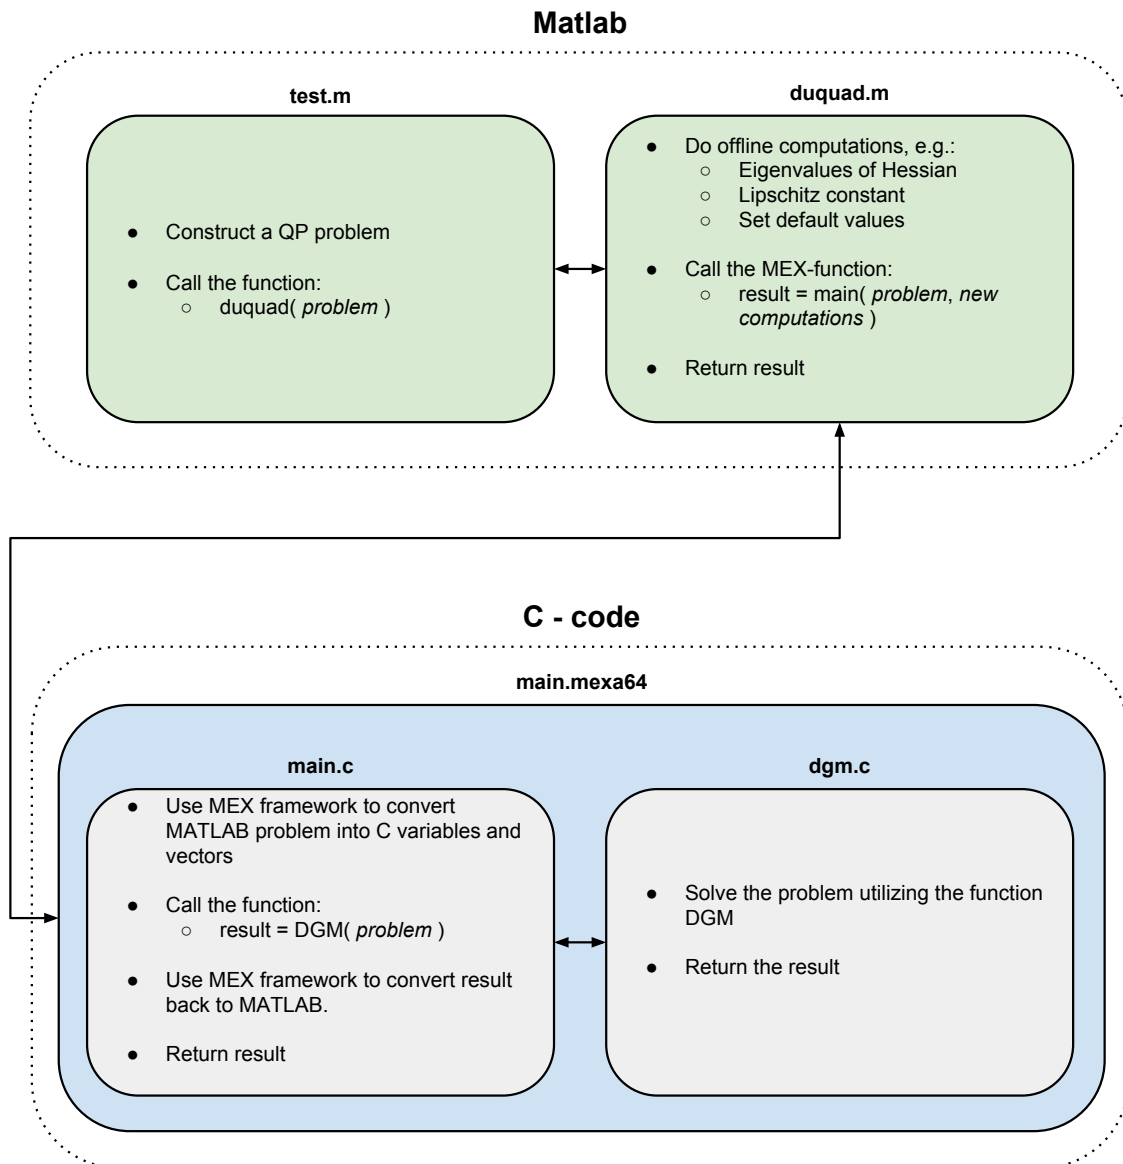 Matlab
test.m
● Construct a QP problem
● Call the function:
○ duquad( problem )
duquad.m
● Do offline computations, e.g.:
○ Eigenvalues of Hessian
○ Lipschitz constant
○ Set default values
● Call the MEX-function:
○ result = main( problem, new
computations )
● Return result
C - code
main.mexa64
main.c
● Use MEX framework to convert
MATLAB problem into C variables and
vectors
● Call the function:
○ result = DGM( problem )
● Use MEX framework to convert result
back to MATLAB.
● Return result
dgm.c
● Solve the problem utilizing the function
DGM
● Return the result